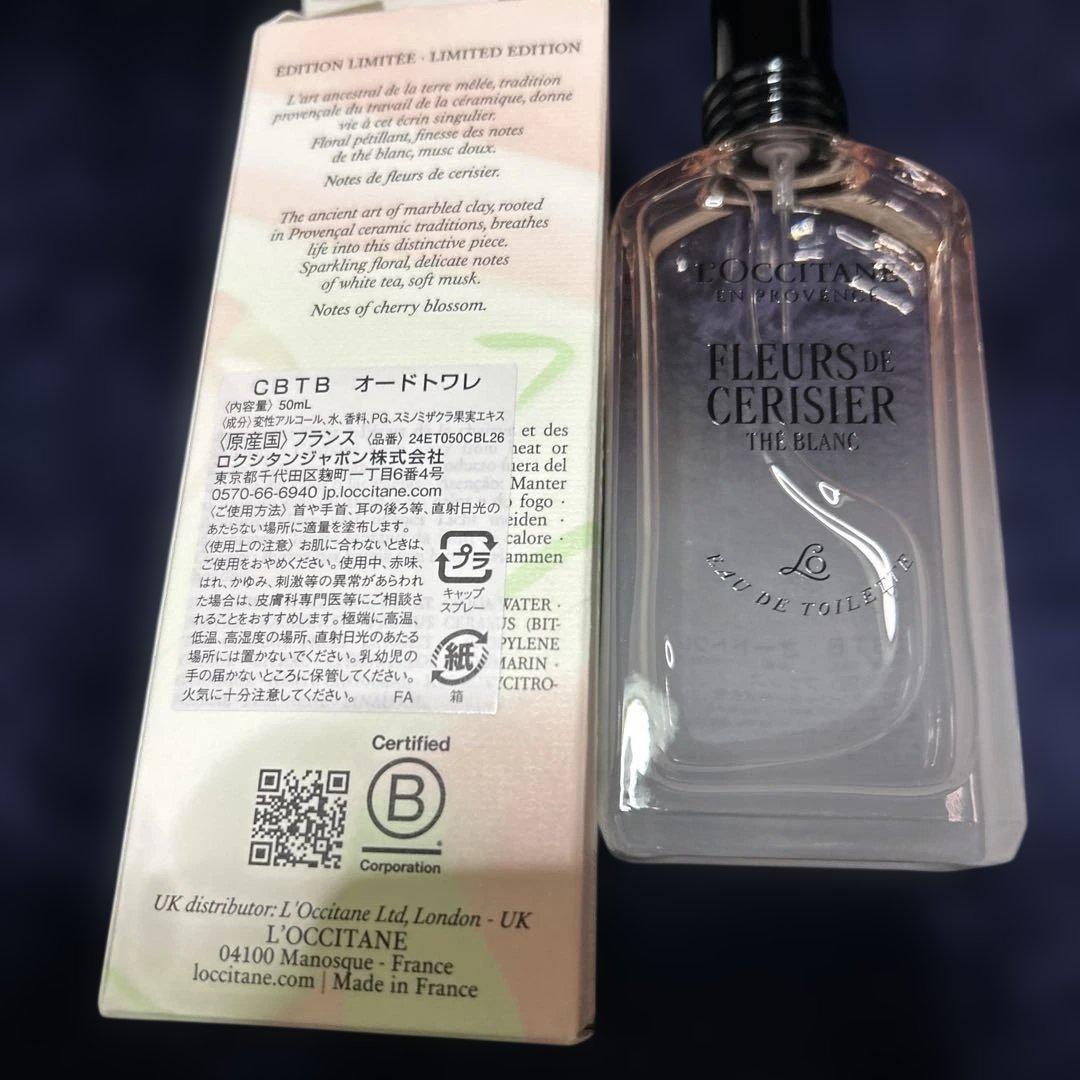 ÉDITION LIMITÉE · LIMITED EDITION
L'art ancestral de la terre mêlée, tradition
provençale du travail de la céramique, donne
vie à cet écrin singulier.
Floral pétillant, finesse des notes
de thé blanc, musc doux.
Notes de fleurs de cerisier.
The ancient art of marbled clay, rooted
in Provençal ceramic traditions, breathes
life into this distinctive piece.
Sparkling floral, delicate notes
of white tea, soft musk.
Notes of cherry blossom.
CBTB オードトワレ
〈内容量〉 50mL
〈成分〉変性アルコール、水、香料、PG、スミノミザクラ果実エキス
〈原産国〉フランス 〈品番〉 24ET050CBL26
ロクシタンジャポン株式会社
東京都千代田区麹町一丁目6番4号
0570-66-6940 jp.loccitane.com
〈ご使用方法〉首や手首、耳の後ろ等、直射日光の
あたらない場所に適量を塗布します。
〈使用上の注意〉お肌に合わないときは、
ご使用をおやめください。使用中、赤味、
はれ、かゆみ、刺激等の異常があらわれ
た場合は、皮膚科専門医等にご相談さ
れることをおすすめします。極端に高温、
低温、高湿度の場所、直射日光のあたる
場所には置かないでください。乳幼児の
手の届かないところに保管してください。
火気に十分注意してください。 FA
プラ
キャップ
スプレー
紙
箱
et des
heat or
fuera del
Manter
fogo ·
calore ·
WATER ·
(BIT-
Certified
B
Corporation
UK distributor: L'Occitane Ltd, London - UK
L'OCCITANE
04100 Manosque - France
loccitane.com | Made in France
L'OCCITANE
EN PROVENCE
FLEURS DE
CERISIER
THÉ BLANC
LO
EAU DE TOILETTE